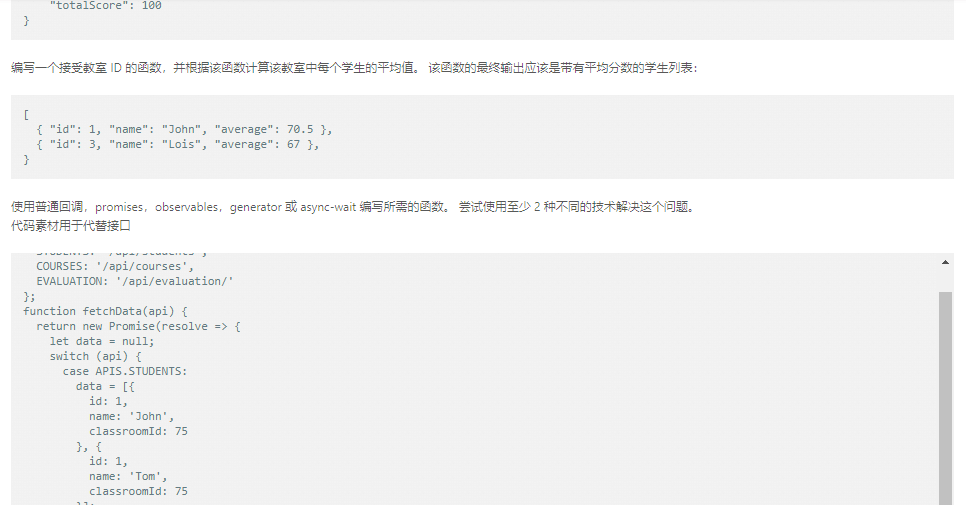 "totalScore": 100
}
编写一个接受教室 ID 的函数，并根据该函数计算该教室中每个学生的平均值。 该函数的最终输出应该是带有平均分数的学生列表：
[
{ "id": 1, "name": "John", "average": 70.5 },
{ "id": 3, "name": "Lois", "average": 67 },
}
使用普通回调，promises，observables，generator 或 async-wait 编写所需的函数。 尝试使用至少 2 种不同的技术解决这个问题。
代码素材用于代替接口
STUDENTS: '/api/students',
COURSES: '/api/courses',
EVALUATION: '/api/evaluation/'
};
function fetchData(api) {
return new Promise(resolve => {
let data = null;
switch (api) {
case APIS.STUDENTS:
data = [{
id: 1,
name: 'John',
classroomId: 75
}, {
id: 1,
name: 'Tom',
classroomId: 75